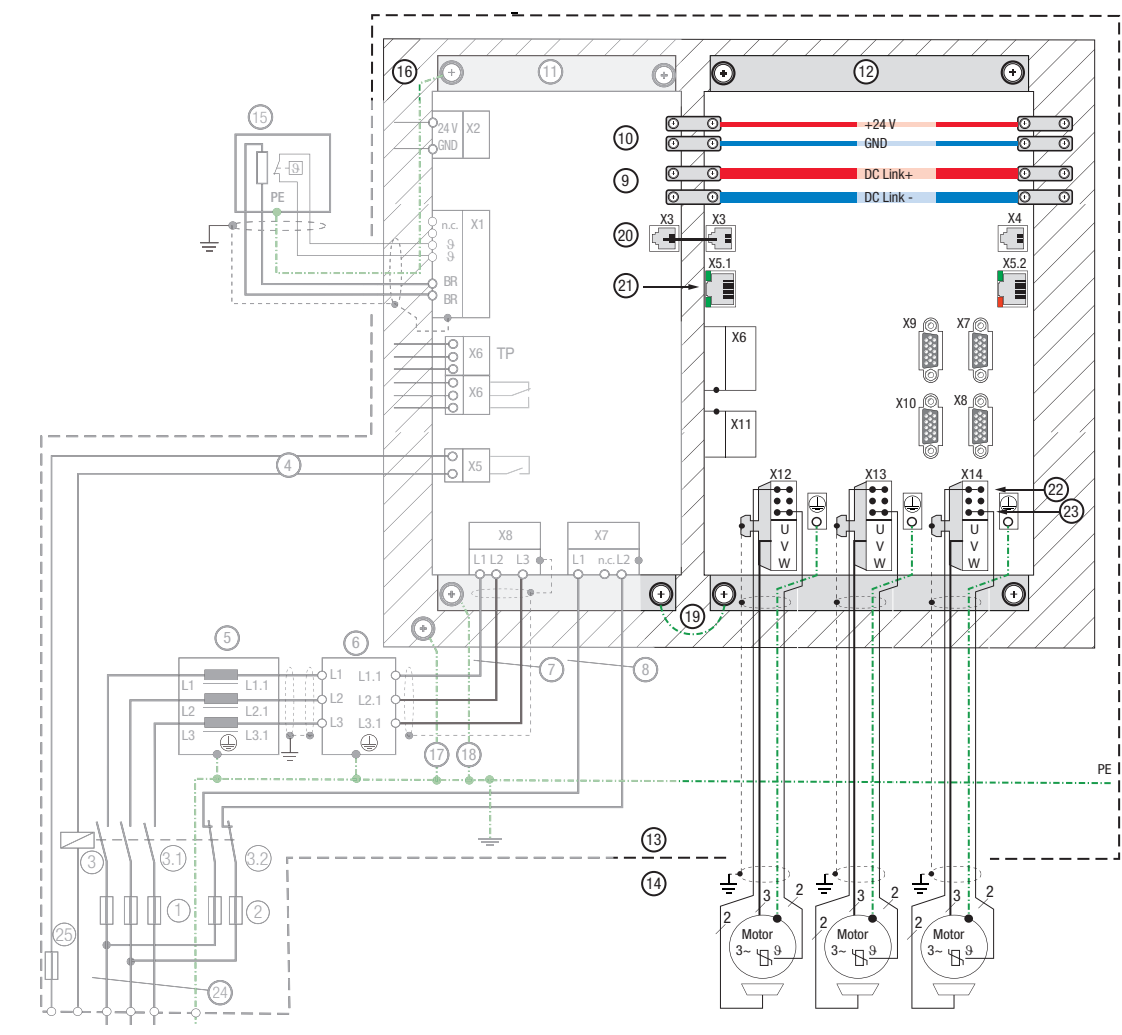 16
11
12
15
24 V
X2
GND
10
+24 V
GND
9
DC Link+
DC Link -
PE
n.c.
X1
ϑ
ϑ
ϑ
BR
BR
20
X3
X3
X4
21
X5.1
X5.2
X6
X9
X7
X6
TP
X6
X10
X8
X11
4
X5
X12
X13
X14
22
23
U
V
W
U
V
W
U
V
W
X8
X7
L1
L2
L3
L1
n.c.
L2
19
5
6
7
8
L1
L1.1
L1
L1.1
L2
L2.1
L2
L2.1
L3
L3.1
L3
L3.1
17
18
PE
3
3.1
3.2
13
14
1
2
25
24
3
2
3
2
3
2
2
2
2
Motor
3~
ϑ
Motor
3~
ϑ
Motor
3~
ϑ